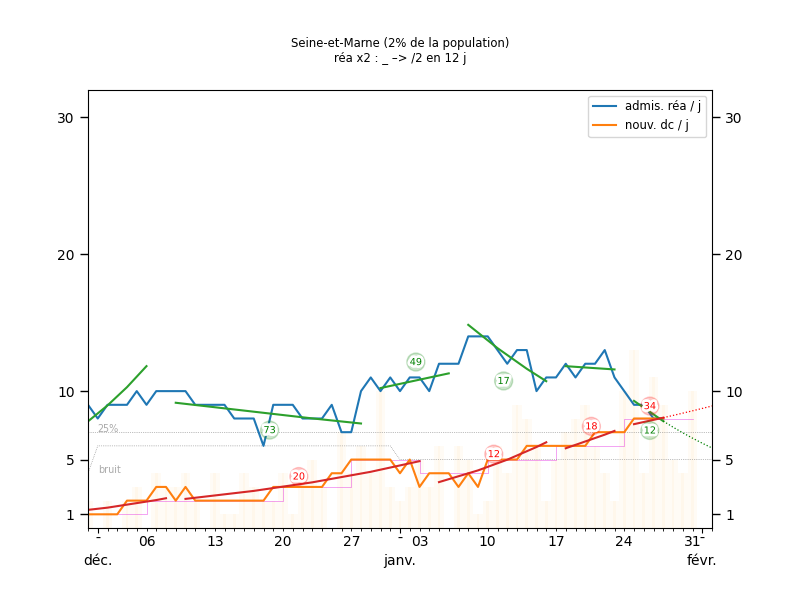 Seine-et-Marne (2% de la population)
réa x2 : _ –> /2 en 12 j
admis. réa / j
nouv. dc / j
30 30
20 20
10 10
5 5
1 1
25%
bruit
73
20
49
17
12
18
34
12
- 06 13 20 27 - 03 10 17 24 31-
déc. janv. févr.